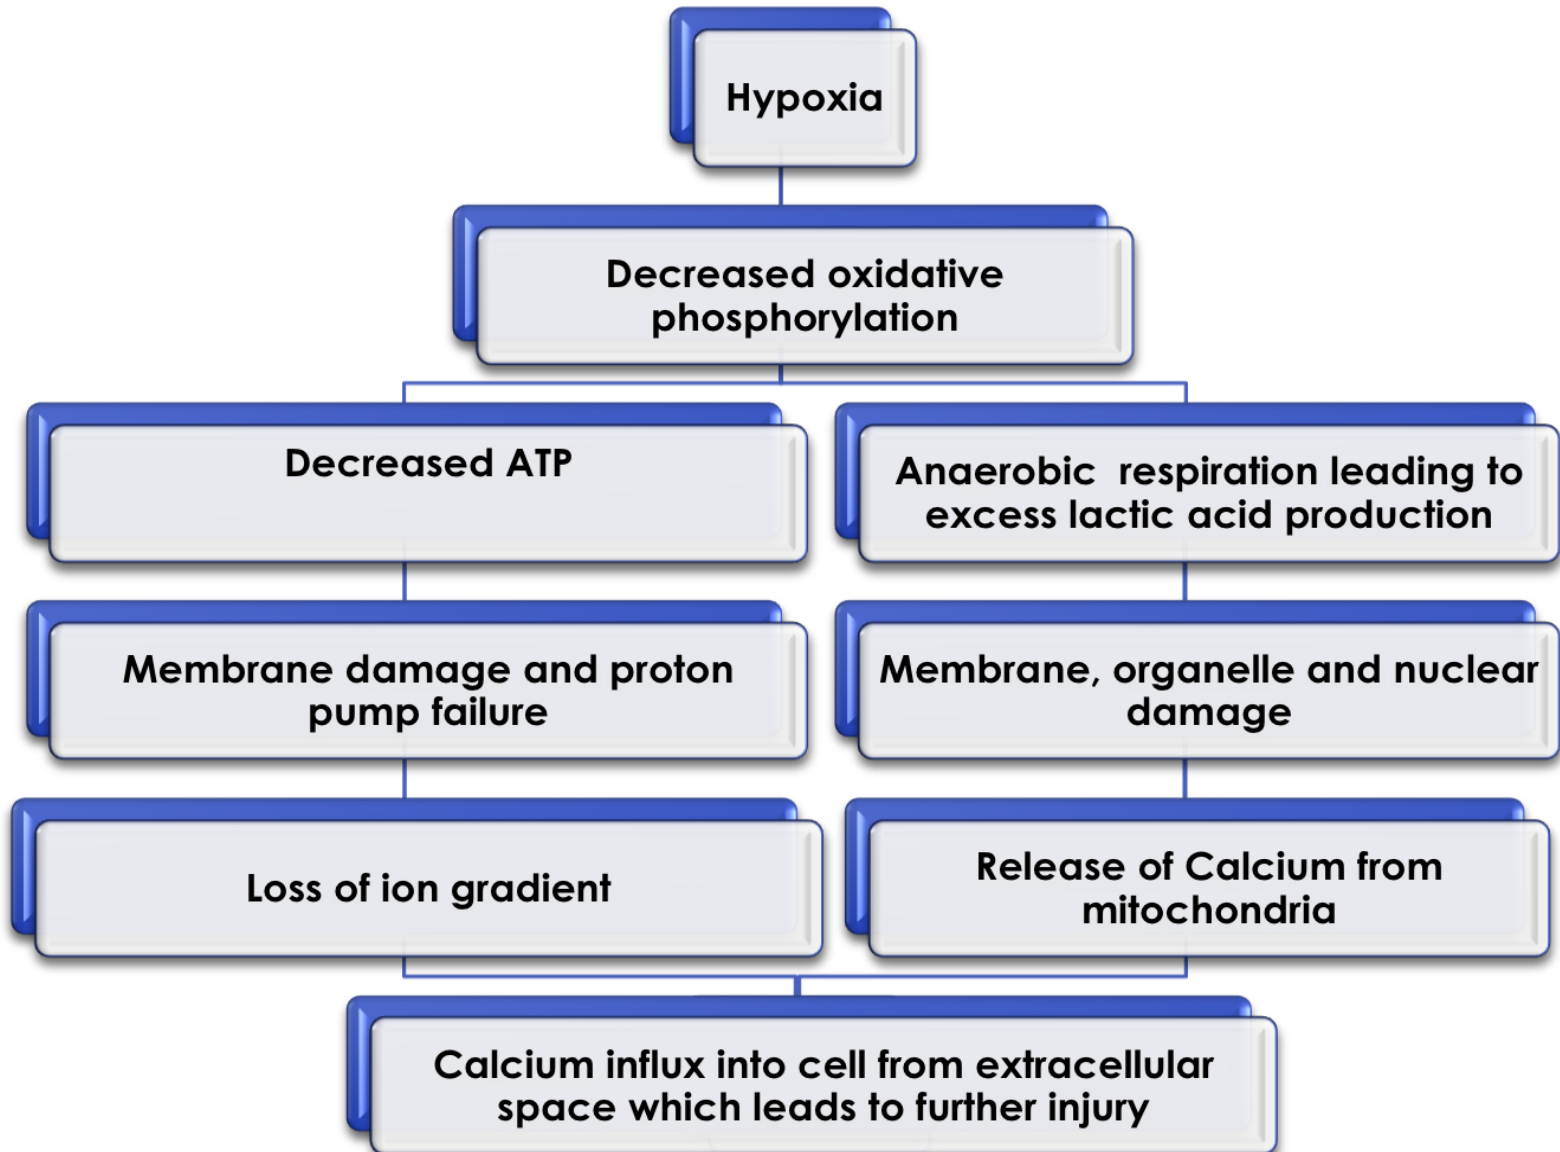 Hypoxia
Decreased oxidative
phosphorylation
Decreased ATP
Anaerobic respiration leading to
excess lactic acid production
Membrane damage and proton
pump failure
Membrane, organelle and nuclear
damage
Loss of ion gradient
Release of Calcium from
mitochondria
Calcium influx into cell from extracellular
space which leads to further injury